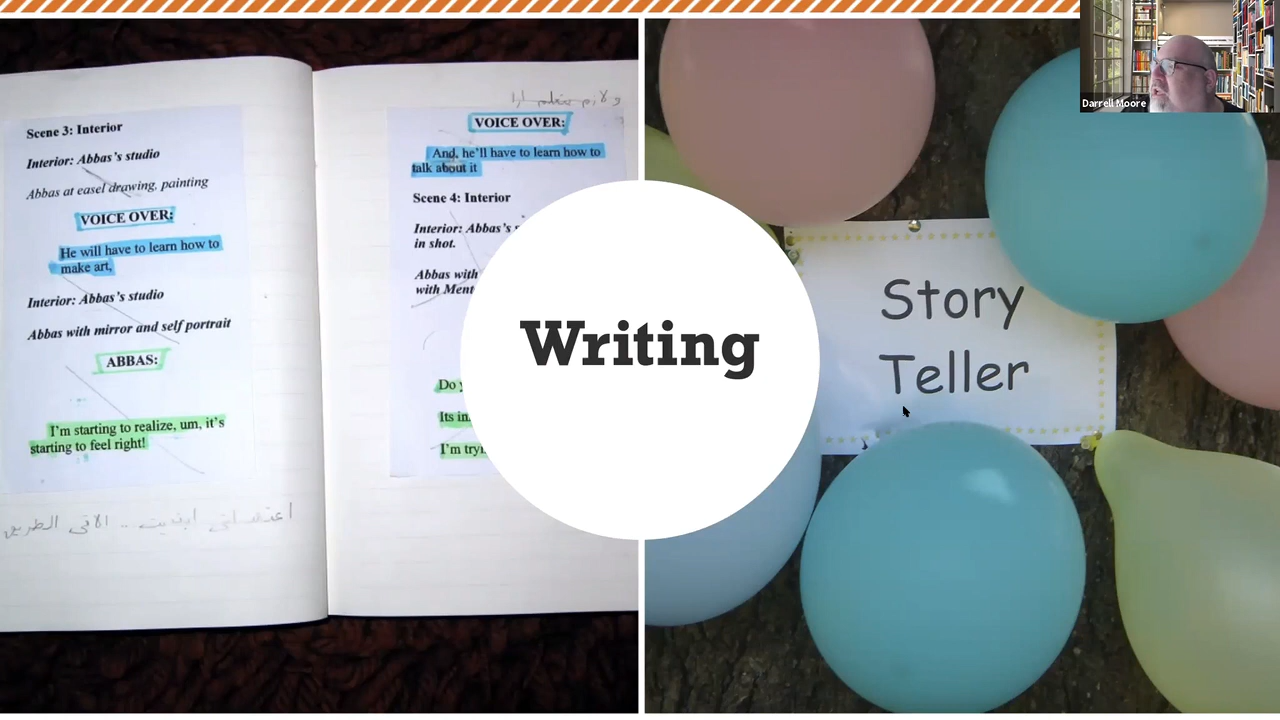 Scene 3: Interior
Interior: Abbas's studio
Abbas at easel drawing, painting
VOICE OVER:
He will have to learn how to
make art,
Interior: Abbas's studio
Abbas with mirror and self portrait
ABBAS:
I'm starting to realize, um, it's
starting to feel right!
الاقي الطريق
VOICE OVER:
And, he'll have to learn how to
talk about it
Scene 4: Interior
Interior: Abbas's
in shot.
Abbas with
with Ment
Do
Its in
I'm tryi
Writing
Story
Teller
Darrell Moore